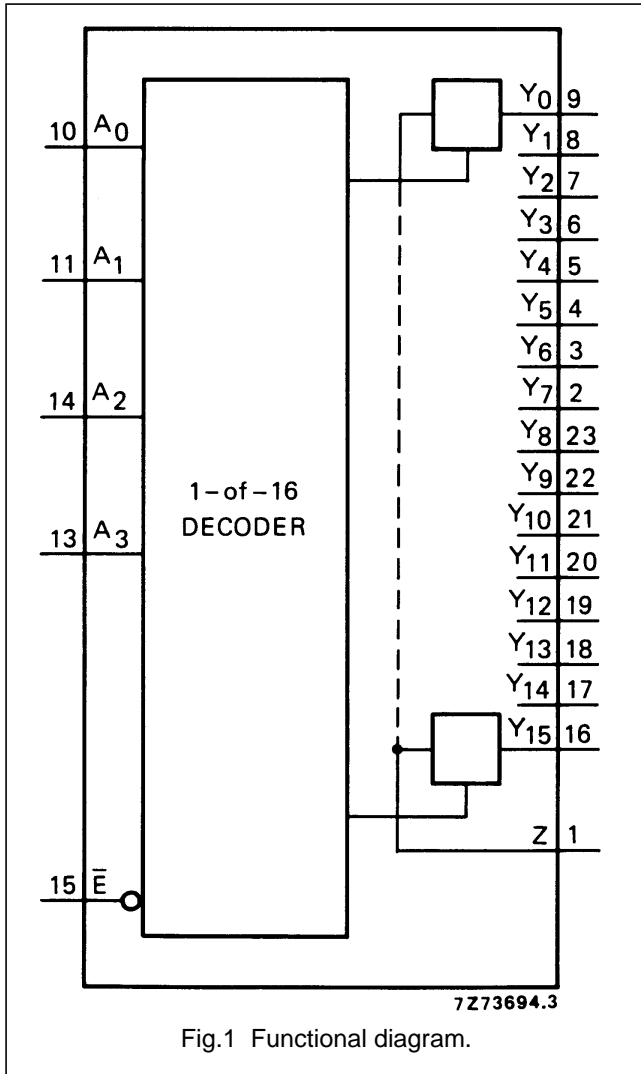 10 A0
11 A1
14 A2
13 A3
15 E̅
1-of-16
DECODER
Y0 9
Y1 8
Y2 7
Y3 6
Y4 5
Y5 4
Y6 3
Y7 2
Y8 23
Y9 22
Y10 21
Y11 20
Y12 19
Y13 18
Y14 17
Y15 16
Z 1
7Z73694.3
Fig.1 Functional diagram.